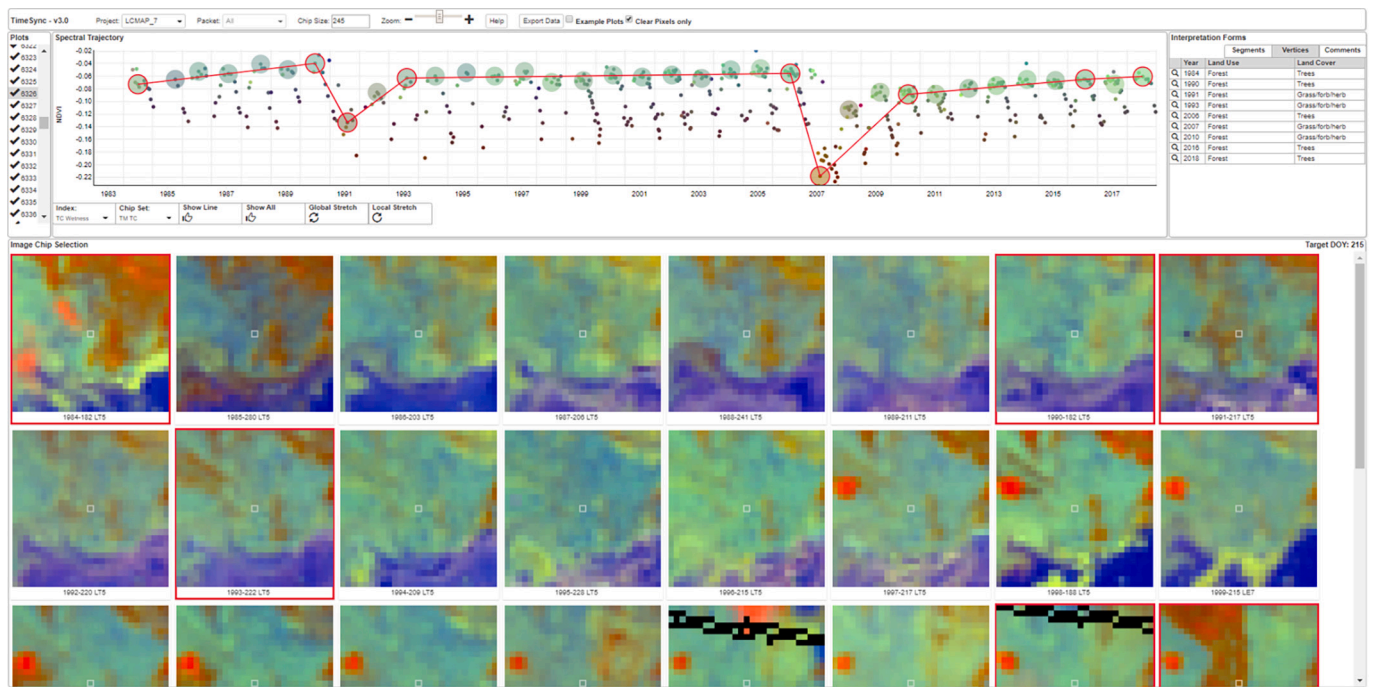 TimeSync - v3.0 Project: LCMAP_7 Packet: All Chip Size: 245 Zoom: Help Export Data Example Plots Clear Pixels only
Plots
6322
6323
6324
6325
6326
6327
6328
6329
6330
6331
6332
6333
6334
6335
6336
Spectral Trajectory
NDVI
-0.02
-0.04
-0.06
-0.08
-0.10
-0.12
-0.14
-0.16
-0.18
-0.20
-0.22
1983 1985 1987 1989 1991 1993 1995 1997 1999 2001 2003 2005 2007 2009 2011 2013 2015 2017
Index: Chip Set: Show Line Show All Global Stretch Local Stretch
TC Wetness TM TC
Interpretation Forms
Segments Vertices Comments
Year Land Use Land Cover
1984 Forest Trees
1990 Forest Trees
1991 Forest Grass/forb/herb
1993 Forest Grass/forb/herb
2006 Forest Trees
2007 Forest Grass/forb/herb
2010 Forest Grass/forb/herb
2016 Forest Trees
2018 Forest Trees
Image Chip Selection Target DOY: 215
1984-182 LT5 1985-280 LT5 1986-203 LT5 1987-206 LT5 1988-241 LT5 1989-211 LT5 1990-182 LT5 1991-217 LT5
1992-220 LT5 1993-222 LT5 1994-209 LT5 1995-228 LT5 1996-215 LT5 1997-217 LT5 1998-188 LT5 1999-215 LE7